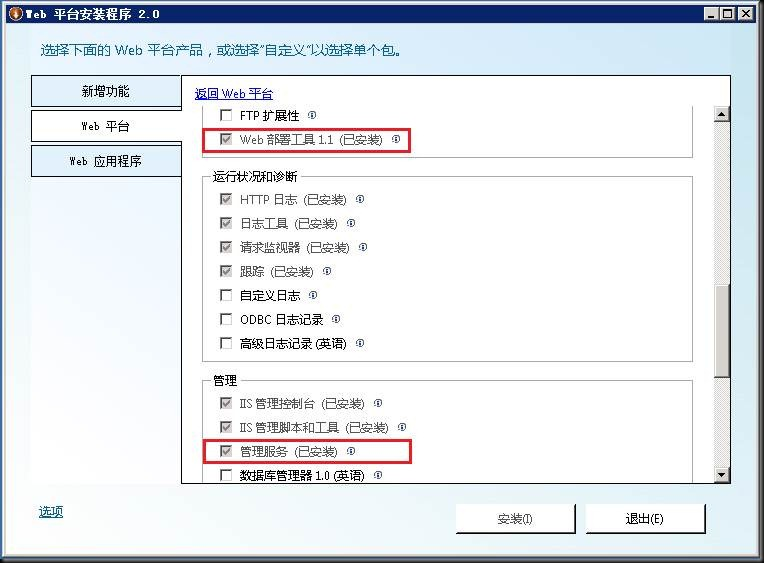 Web 平台安装程序 2.0
选择下面的 Web 平台产品，或选择"自定义"以选择单个包。
新增功能
Web 平台
Web 应用程序
返回 Web 平台
FTP 扩展性
Web 部署工具 1.1 (已安装)
运行状况和诊断
HTTP 日志 (已安装)
日志工具 (已安装)
请求监视器 (已安装)
跟踪 (已安装)
自定义日志
ODBC 日志记录
高级日志记录 (英语)
管理
IIS 管理控制台 (已安装)
IIS 管理脚本和工具 (已安装)
管理服务 (已安装)
数据库管理器 1.0 (英语)
选项
安装(I)
退出(E)